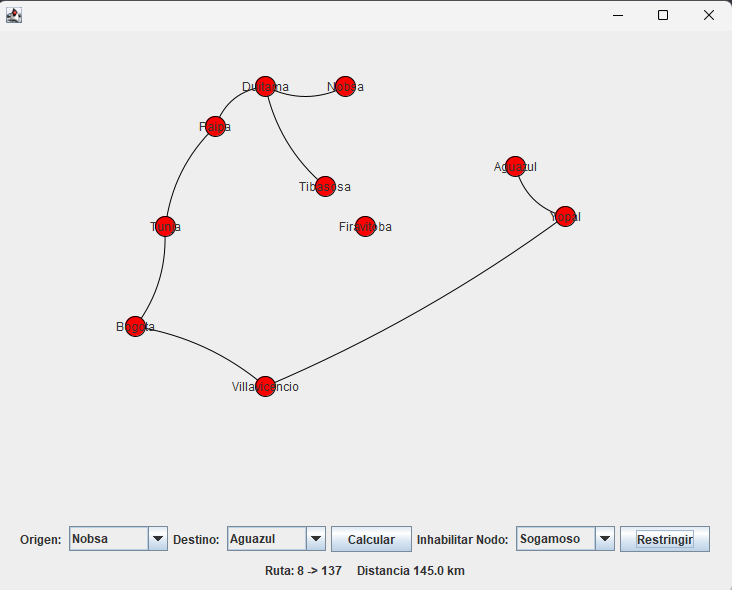 Duitama
Nobsa
Paipa
Aguazul
Tibasosa
Yopal
Tunja
Firavitoba
Bogota
Villavicencio
Origen: Nobsa Destino: Aguazul Calcular Inhabilitar Nodo: Sogamoso Restringir
Ruta: 8 -> 137 Distancia 145.0 km